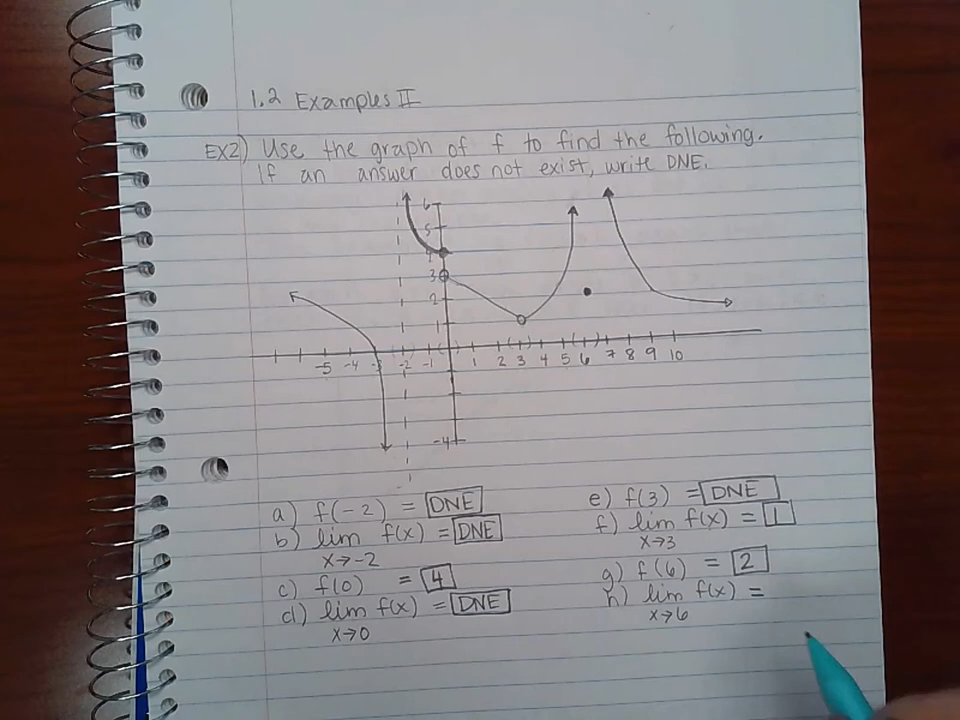 1.2 Examples II
EX2) Use the graph of f to find the following.
If an answer does not exist, write DNE.
6
5
4
3
2
-5 -4 -3 -2 -1 1 2 3 4 5 6 7 8 9 10
-4
a) f(-2) = DNE
b) lim f(x) = DNE
x→-2
c) f(0) = 4
d) lim f(x) = DNE
x→0
e) f(3) = DNE
f) lim f(x) = 1
x→3
g) f(6) = 2
h) lim f(x) =
x→6